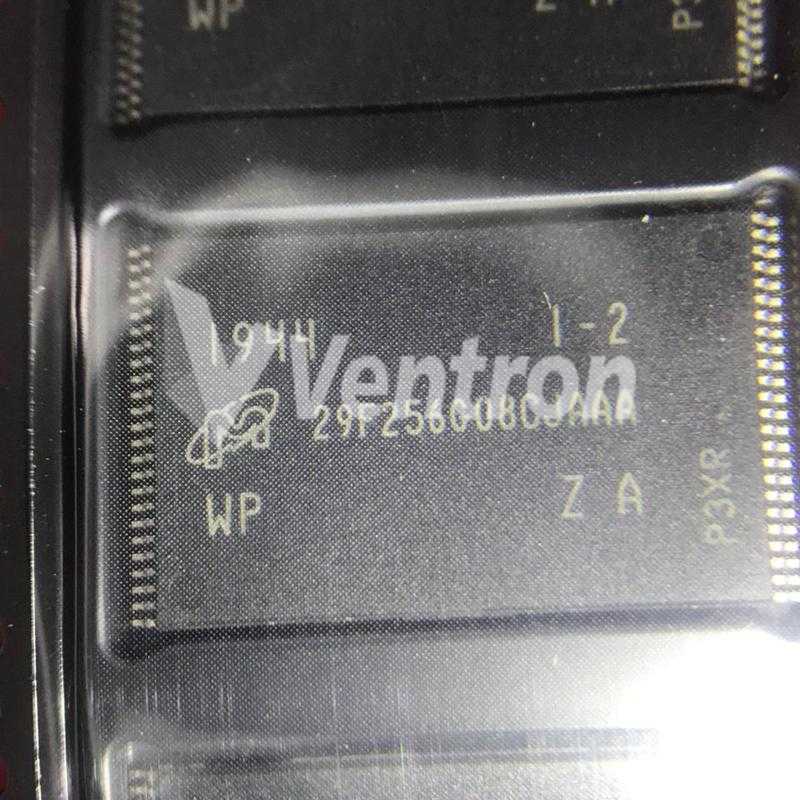 WP
1944 1-2
Ventron
29F256G08CJAAA
WP Z A
P3XR